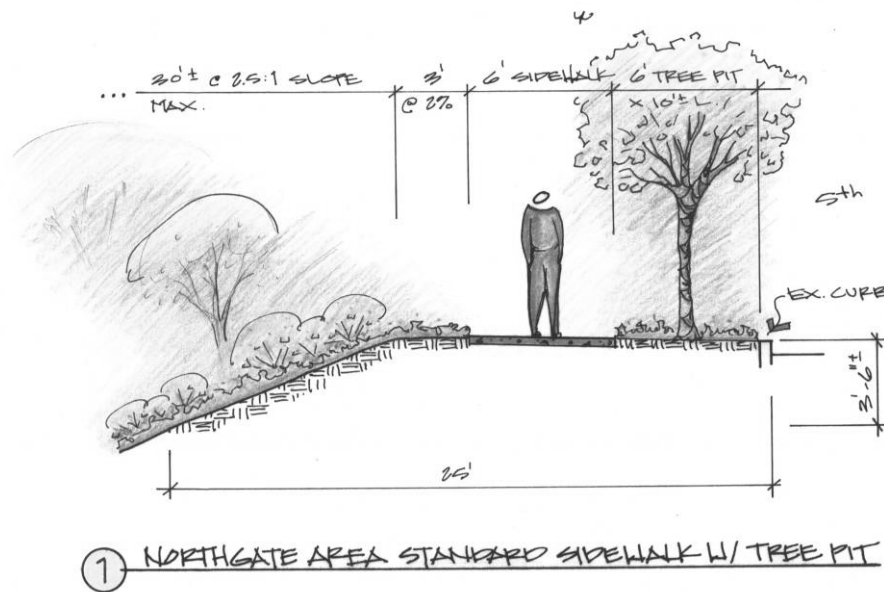 ... 30'± @ 2.5:1 SLOPE
MAX.
3'
@ 2%
6' SIDEWALK
6' TREE PIT
X 10'± L.
5th
EX. CURB
3'-6"±
25'
1 NORTHGATE AREA STANDARD SIDEWALK W/ TREE PIT